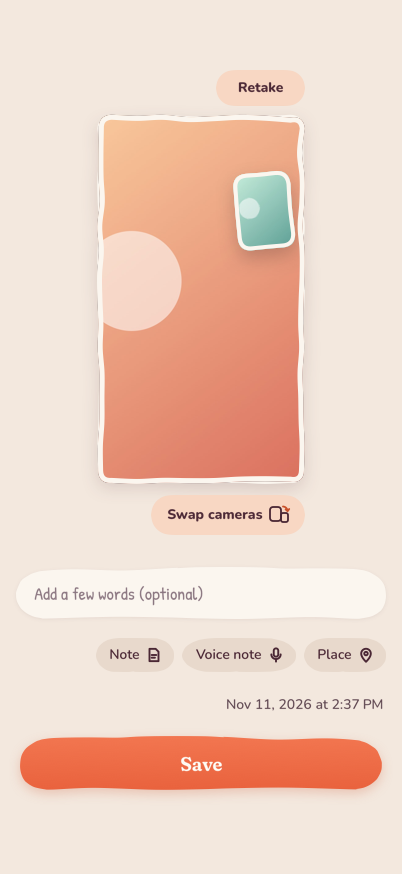 Retake
Swap cameras
Add a few words (optional)
Note
Voice note
Place
Nov 11, 2026 at 2:37 PM
Save